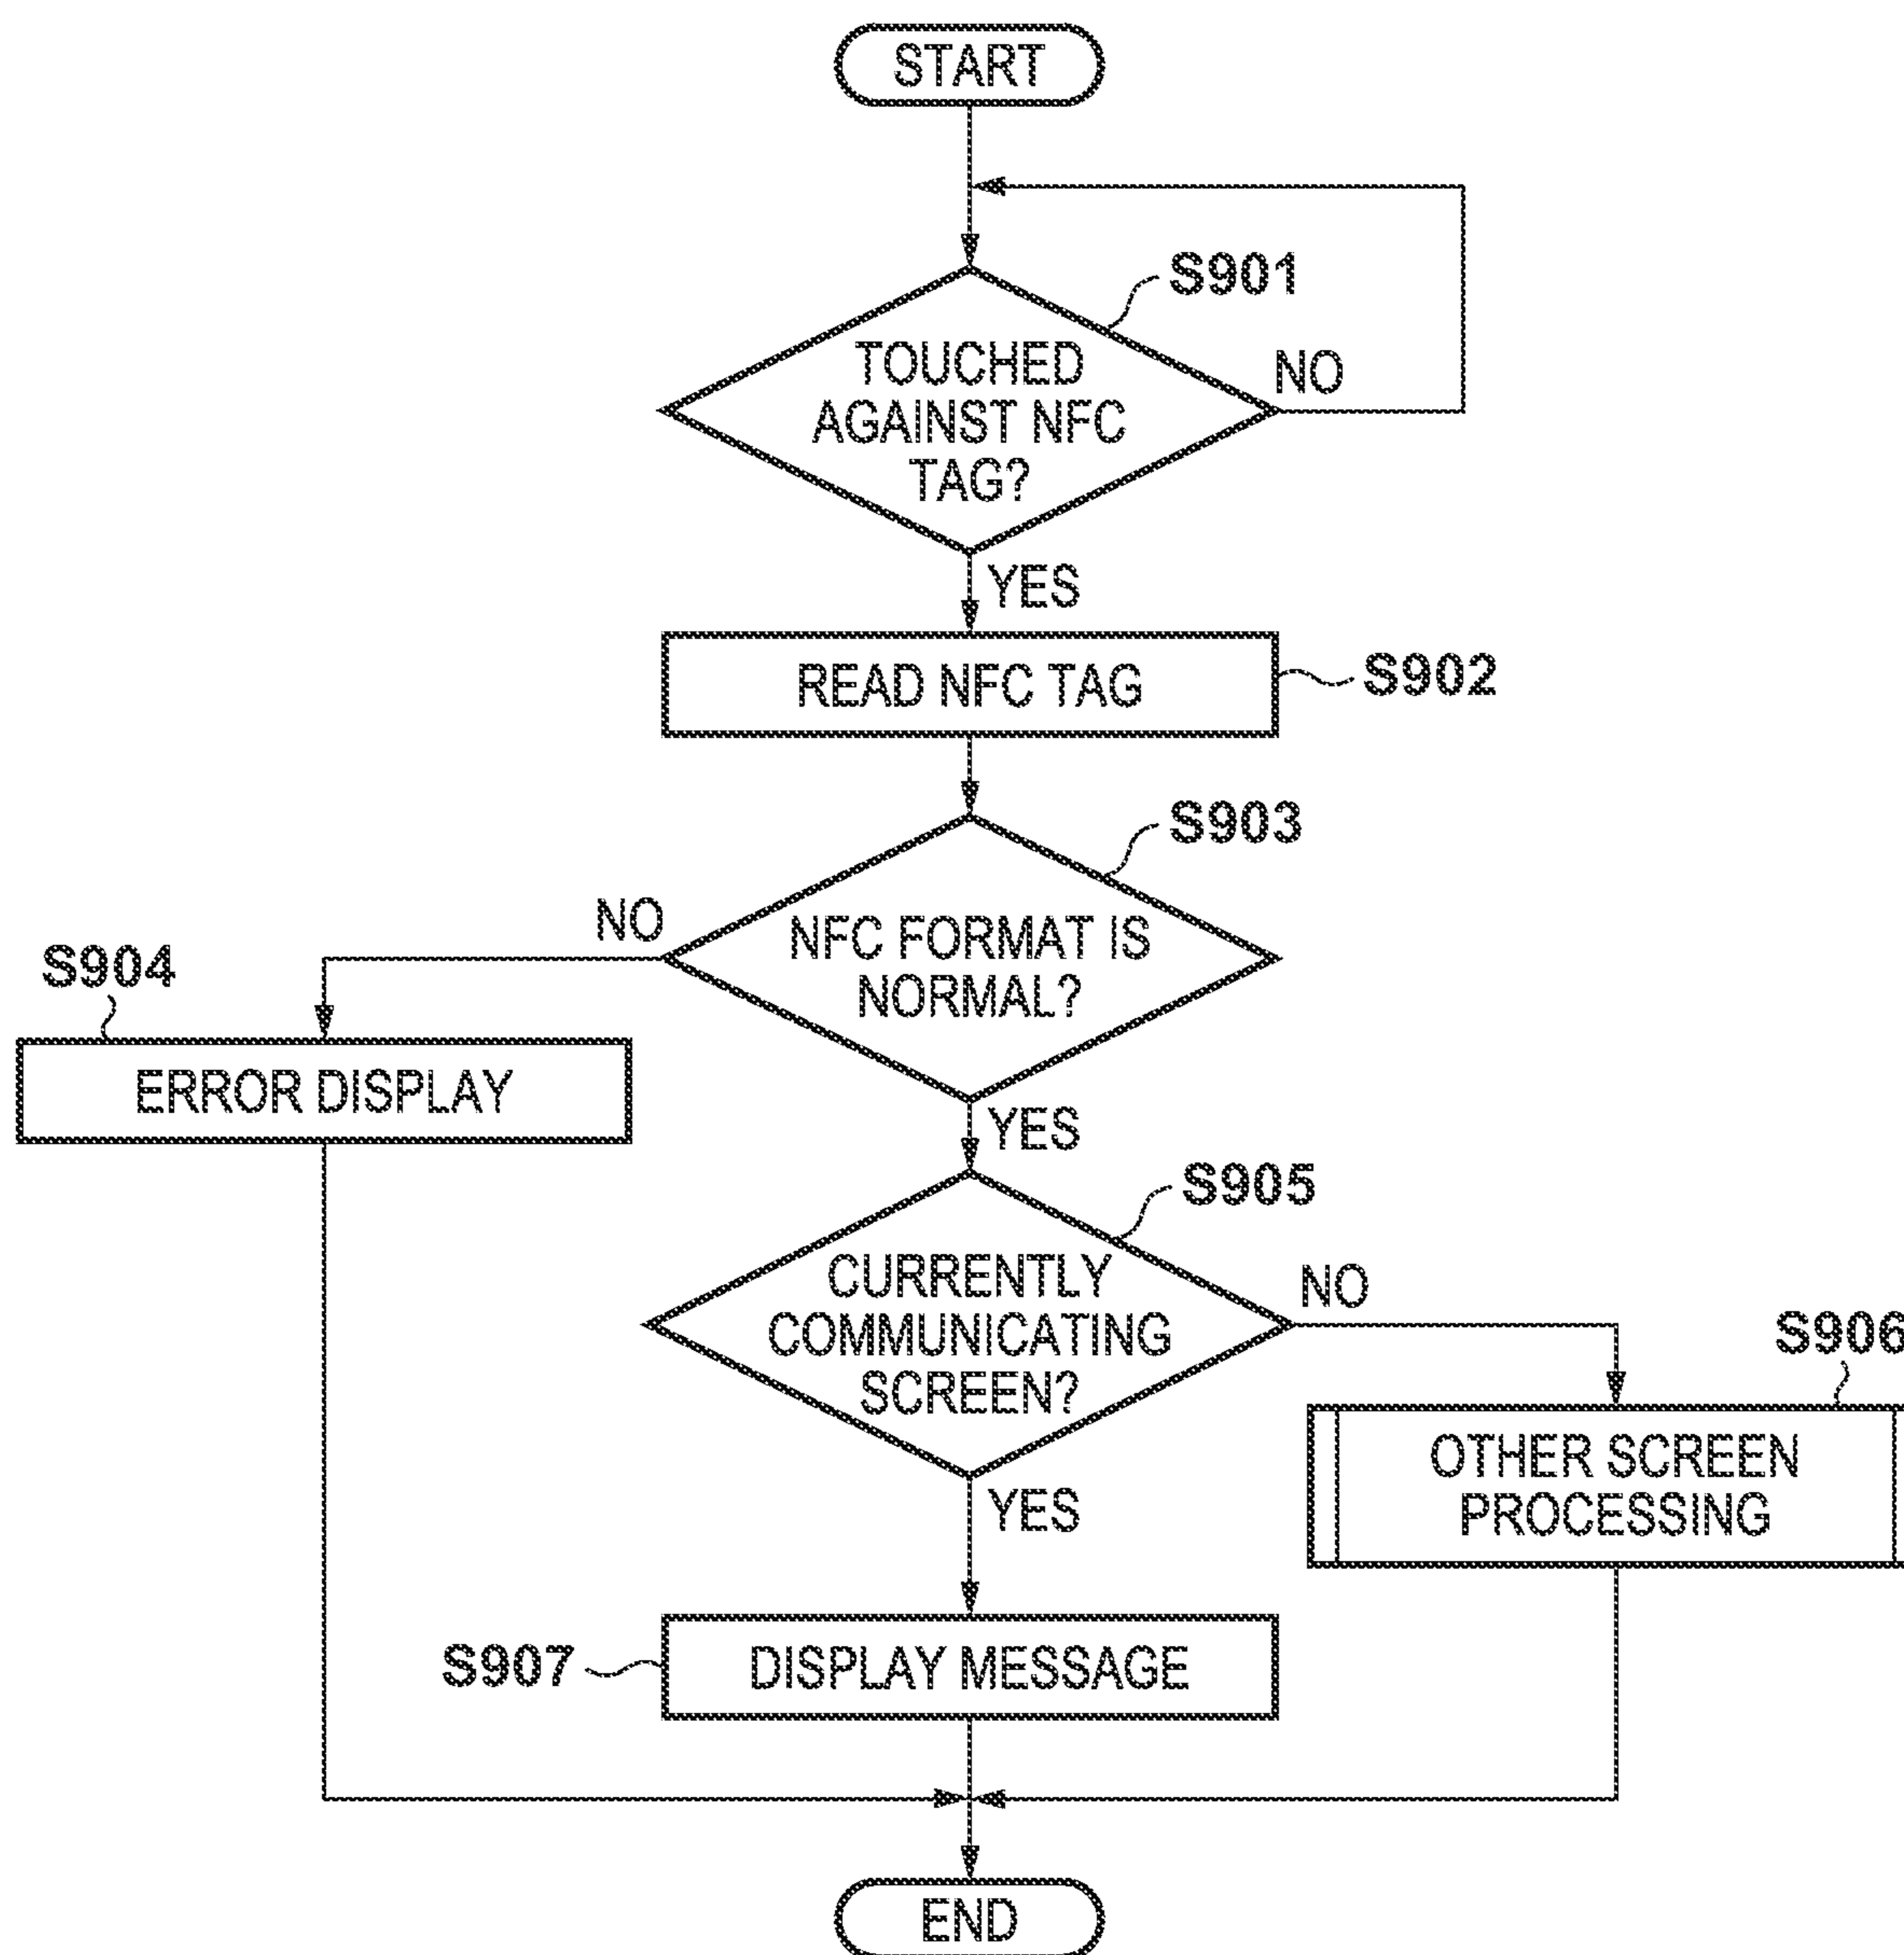 START
S901
TOUCHED
AGAINST NFC
TAG?
NO
YES
READ NFC TAG
S902
S903
NO
NFC FORMAT IS
NORMAL?
S904
ERROR DISPLAY
YES
S905
CURRENTLY
COMMUNICATING
SCREEN?
NO
S906
OTHER SCREEN
PROCESSING
YES
S907
DISPLAY MESSAGE
END